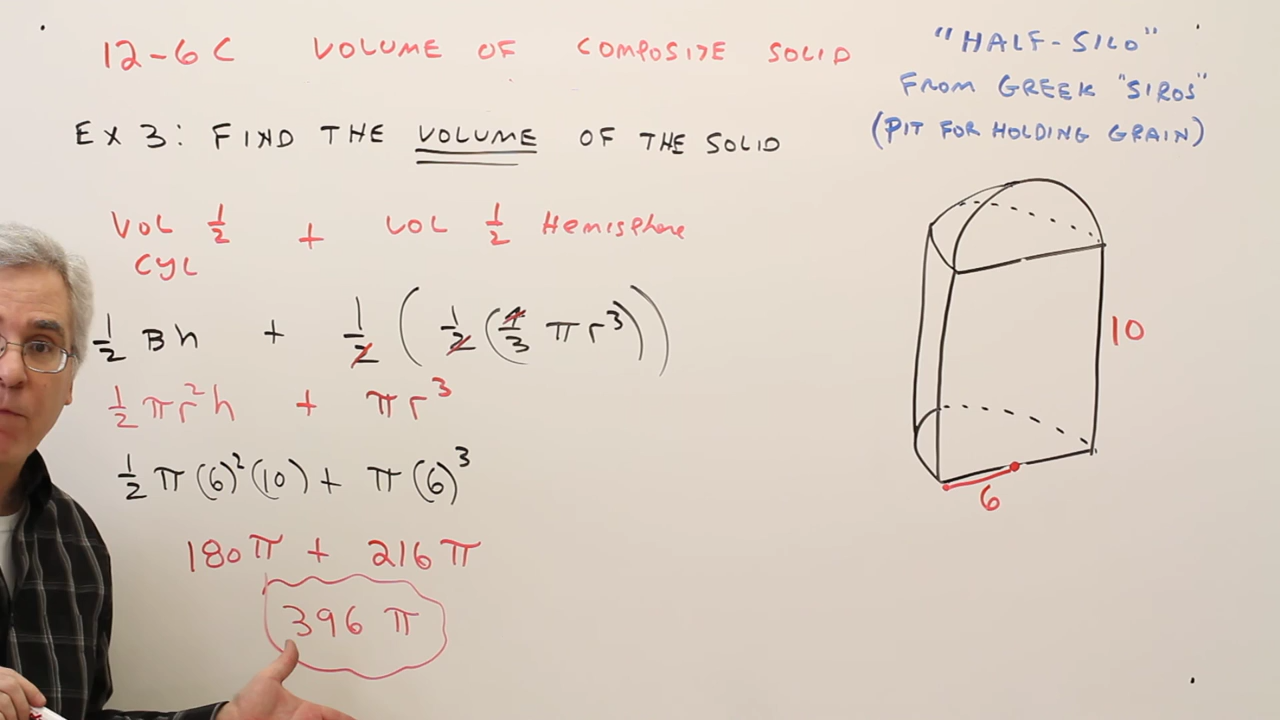 12-6C VOLUME OF COMPOSITE SOLID
EX 3: FIND THE VOLUME OF THE SOLID
VOL 1/2 CYL + VOL 1/2 Hemisphere
1/2 Bh + 1/2 (1/2 (4/3 πr³))
1/2 πr²h + πr³
1/2 π(6)²(10) + π(6)³
180π + 216π
396π
"HALF-SILO"
FROM GREEK "SIROS"
(PIT FOR HOLDING GRAIN)
10
6